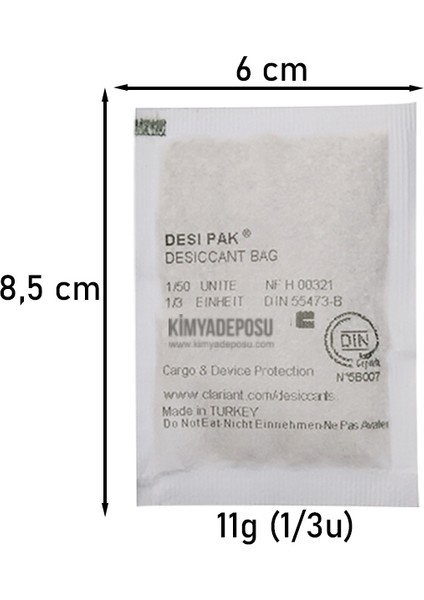 6 cm
8,5 cm
DESI PAK®
DESICCANT BAG
1/50 UNITE NF H 00321
1/3 EINHEIT DIN 55473-B
KİMYADEPOSU
www.kimyadeposu.com
DIN
Geprüft
Cargo & Device Protection
N°5B007
www.clariant.com/desiccants
Made in TURKEY
Do Not Eat-Nicht Einnehmen-Ne Pas Avaler
11g (1/3u)